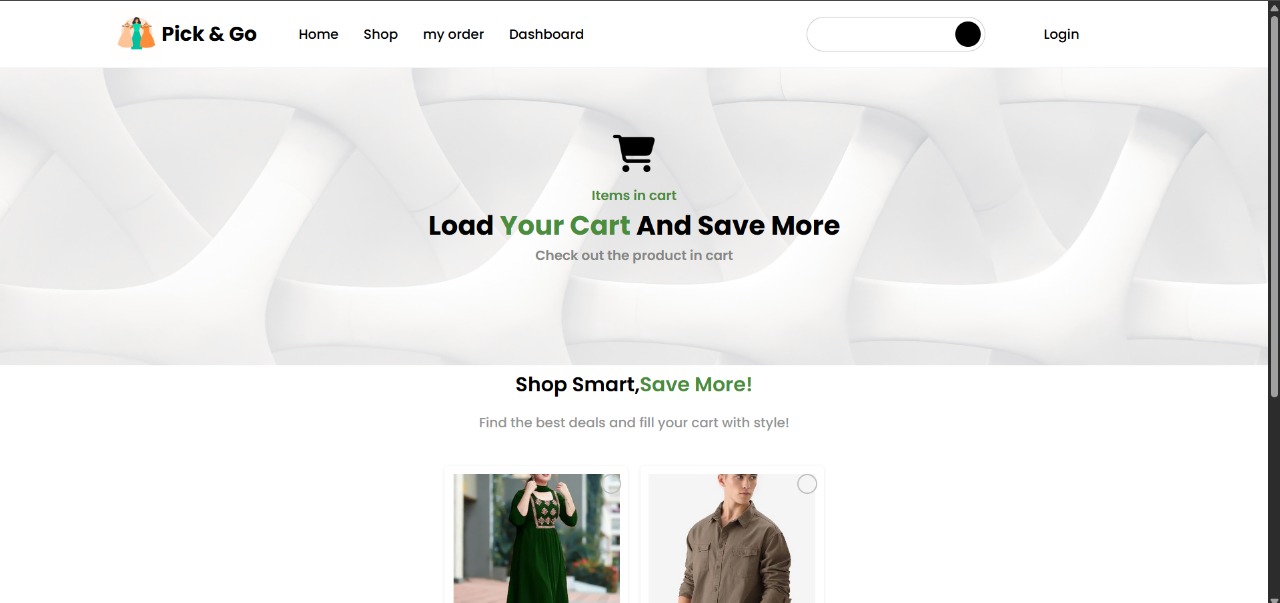 Pick & Go
Home
Shop
my order
Dashboard
Login
Items in cart
Load Your Cart And Save More
Check out the product in cart
Shop Smart,Save More!
Find the best deals and fill your cart with style!